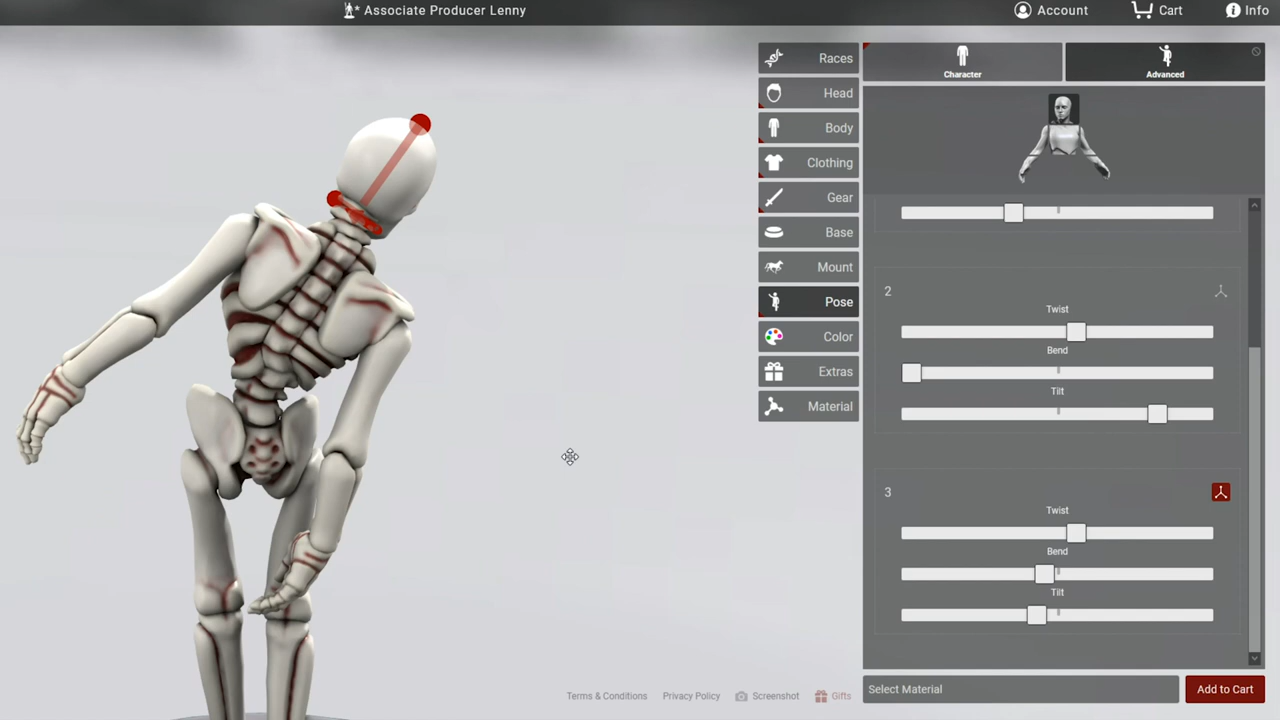 * Associate Producer Lenny
Account
Cart
Info
Races
Head
Body
Clothing
Gear
Base
Mount
Pose
Color
Extras
Material
Character
Advanced
2
Twist
Bend
Tilt
3
Twist
Bend
Tilt
Select Material
Add to Cart
Terms & Conditions
Privacy Policy
Screenshot
Gifts